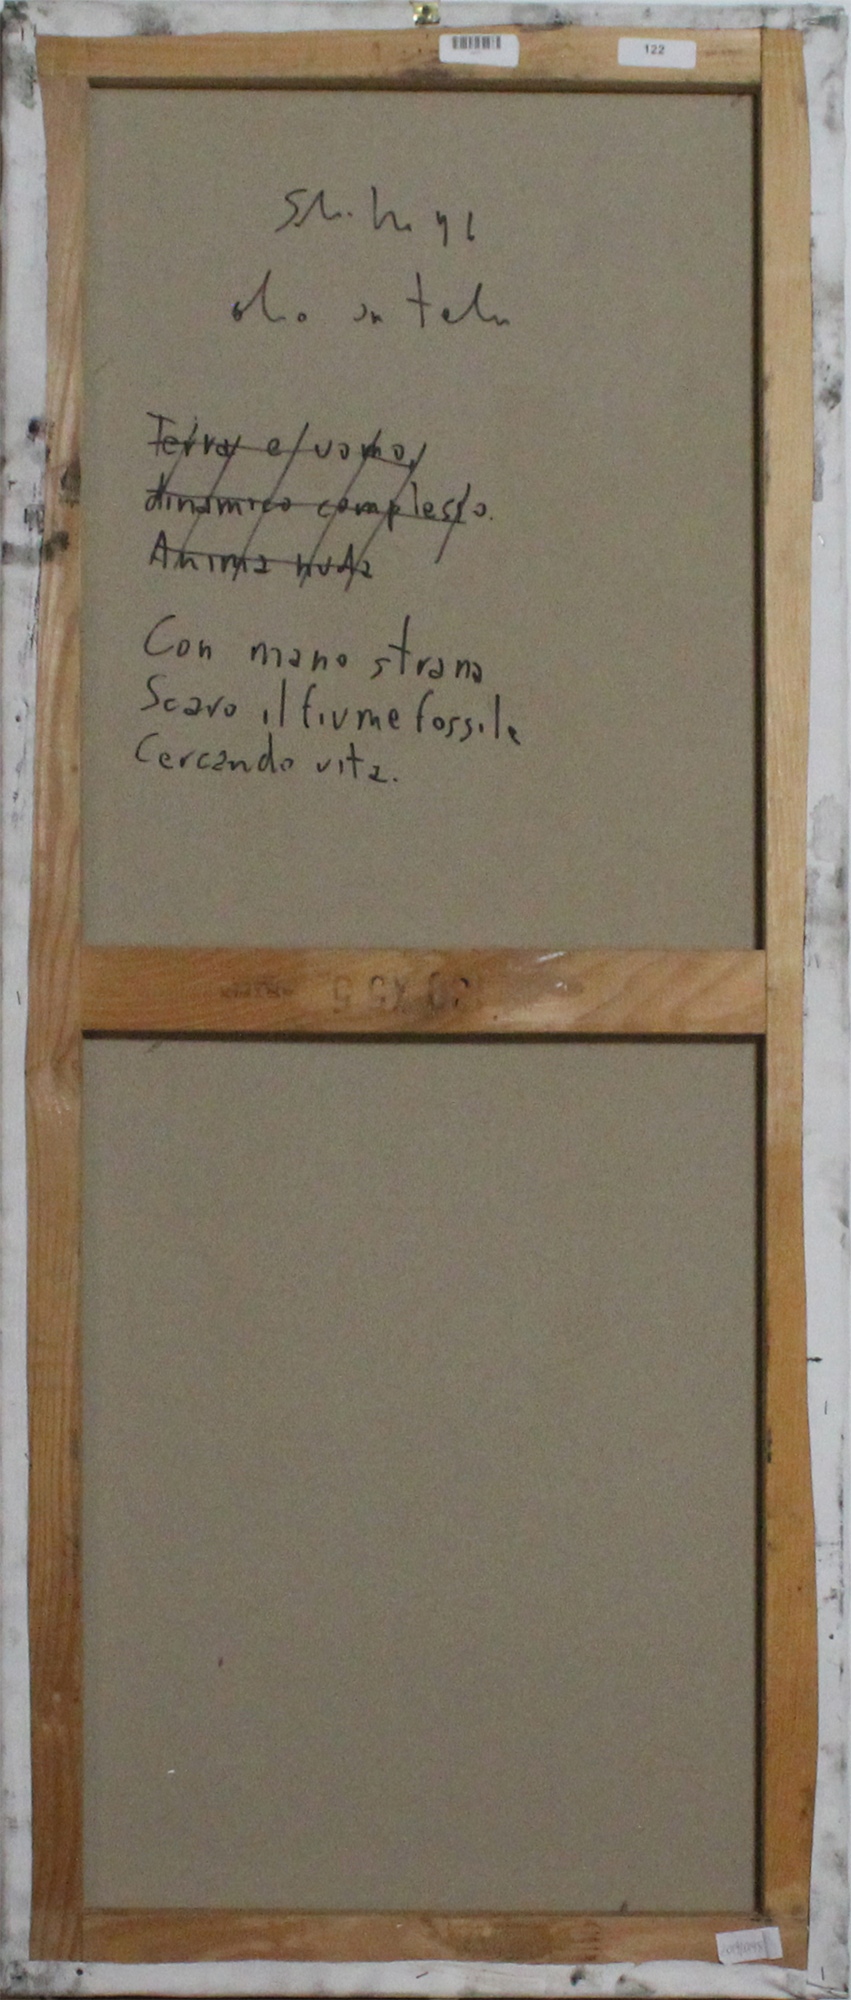 122
olio su tela
Terra e uomo,
dinamico complesso.
Anima nuda
Con mano strana
Scavo il fiume fossile
Cercando vita.